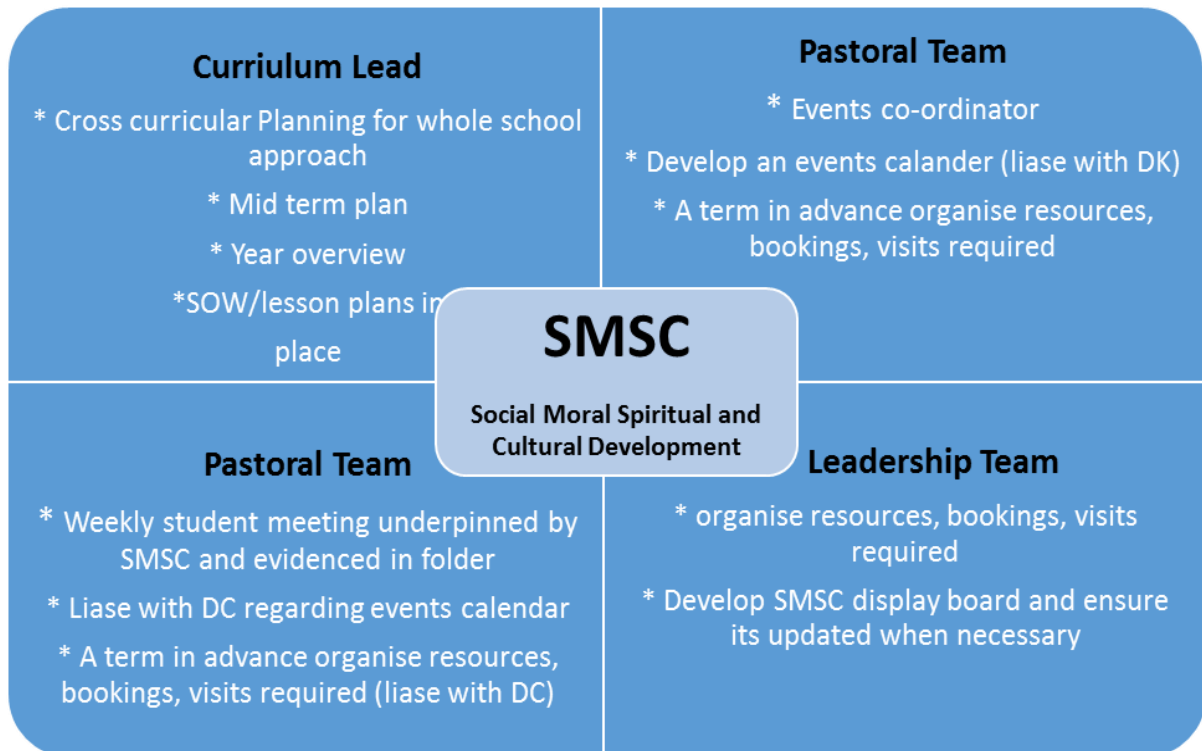 Curriulum Lead
* Cross curricular Planning for whole school
approach
* Mid term plan
* Year overview
*SOW/lesson plans in
place
Pastoral Team
* Events co-ordinator
* Develop an events calander (liase with DK)
* A term in advance organise resources,
bookings, visits required
SMSC
Social Moral Spiritual and
Cultural Development
Pastoral Team
* Weekly student meeting underpinned by
SMSC and evidenced in folder
* Liase with DC regarding events calendar
* A term in advance organise resources,
bookings, visits required (liase with DC)
Leadership Team
* organise resources, bookings, visits
required
* Develop SMSC display board and ensure
its updated when necessary